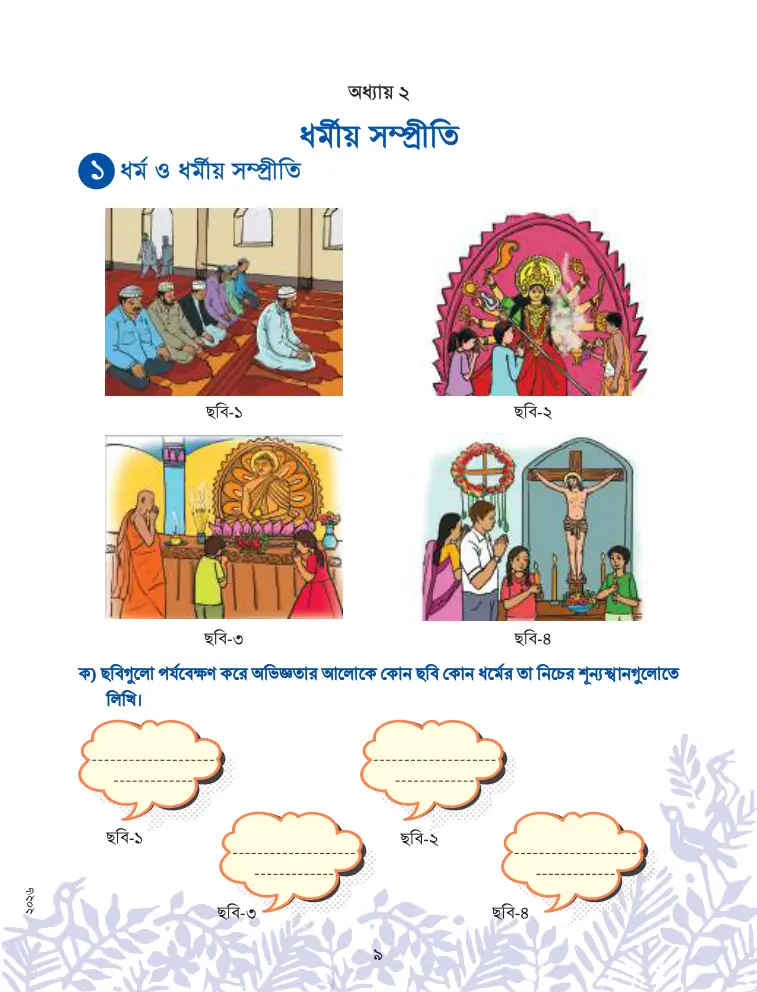 অধ্যায় ২
ধর্মীয় সম্প্রীতি
১ ধর্ম ও ধর্মীয় সম্প্রীতি
ছবি-১
ছবি-২
ছবি-৩
ছবি-৪
ক) ছবিগুলো পর্যবেক্ষণ করে অভিজ্ঞতার আলোকে কোন ছবি কোন ধর্মের তা নিচের শূন্যস্থানগুলোতে
লিখি।
ছবি-১
ছবি-২
ছবি-৩
ছবি-৪
২০২৬
৯